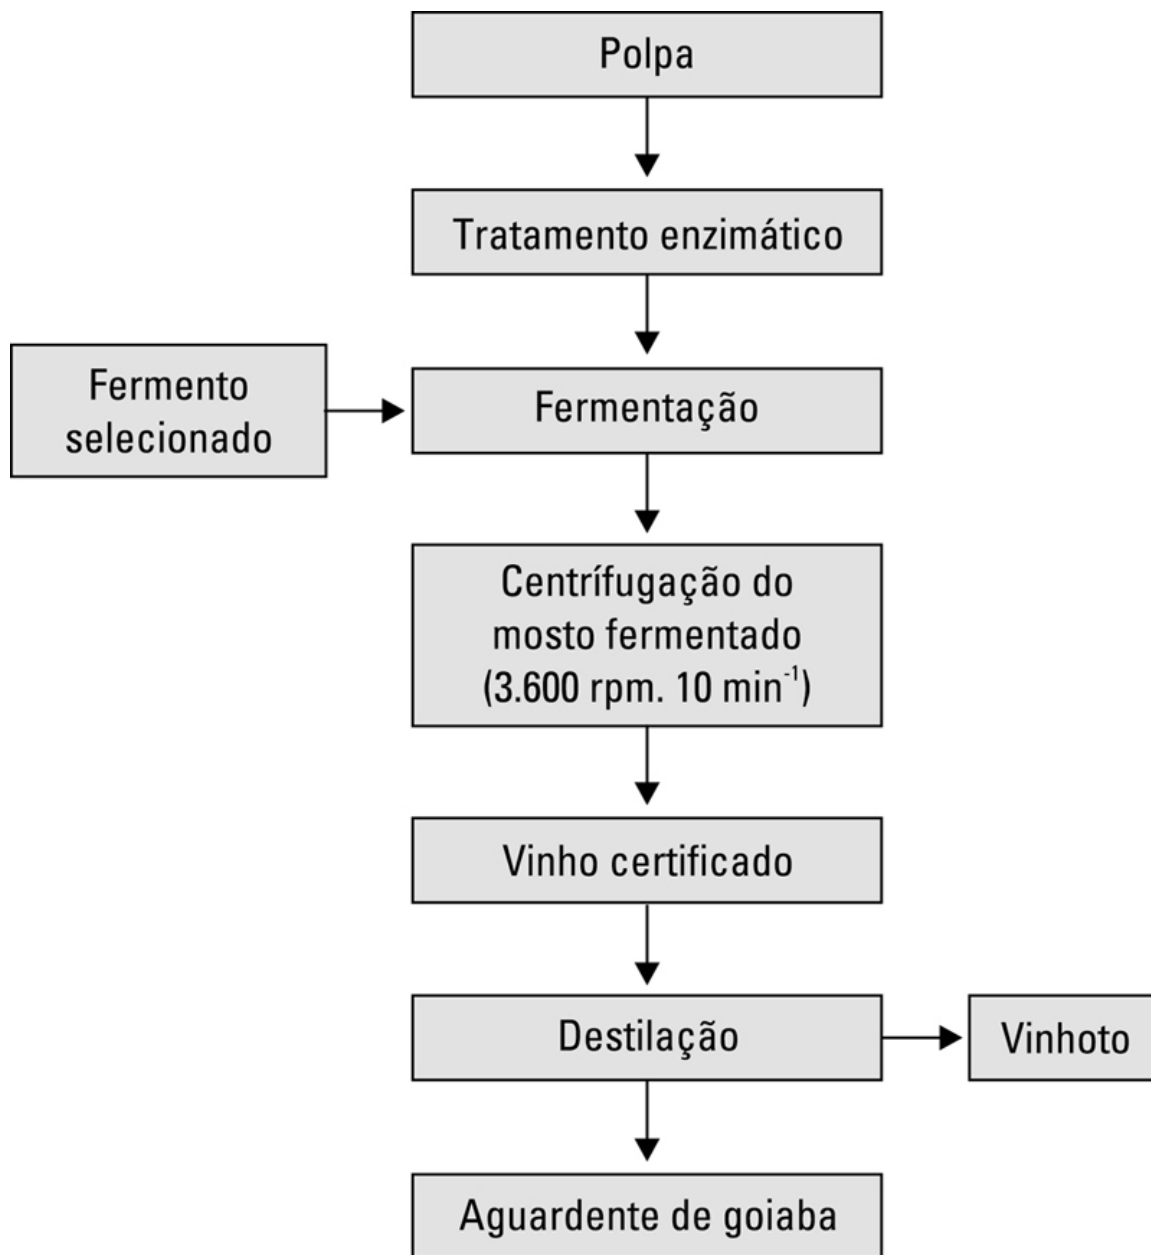 Polpa
Tratamento enzimático
Fermento
selecionado
Fermentação
Centrífugação do
mosto fermentado
(3.600 rpm. 10 min⁻¹)
Vinho certificado
Destilação
Vinhoto
Aguardente de goiaba